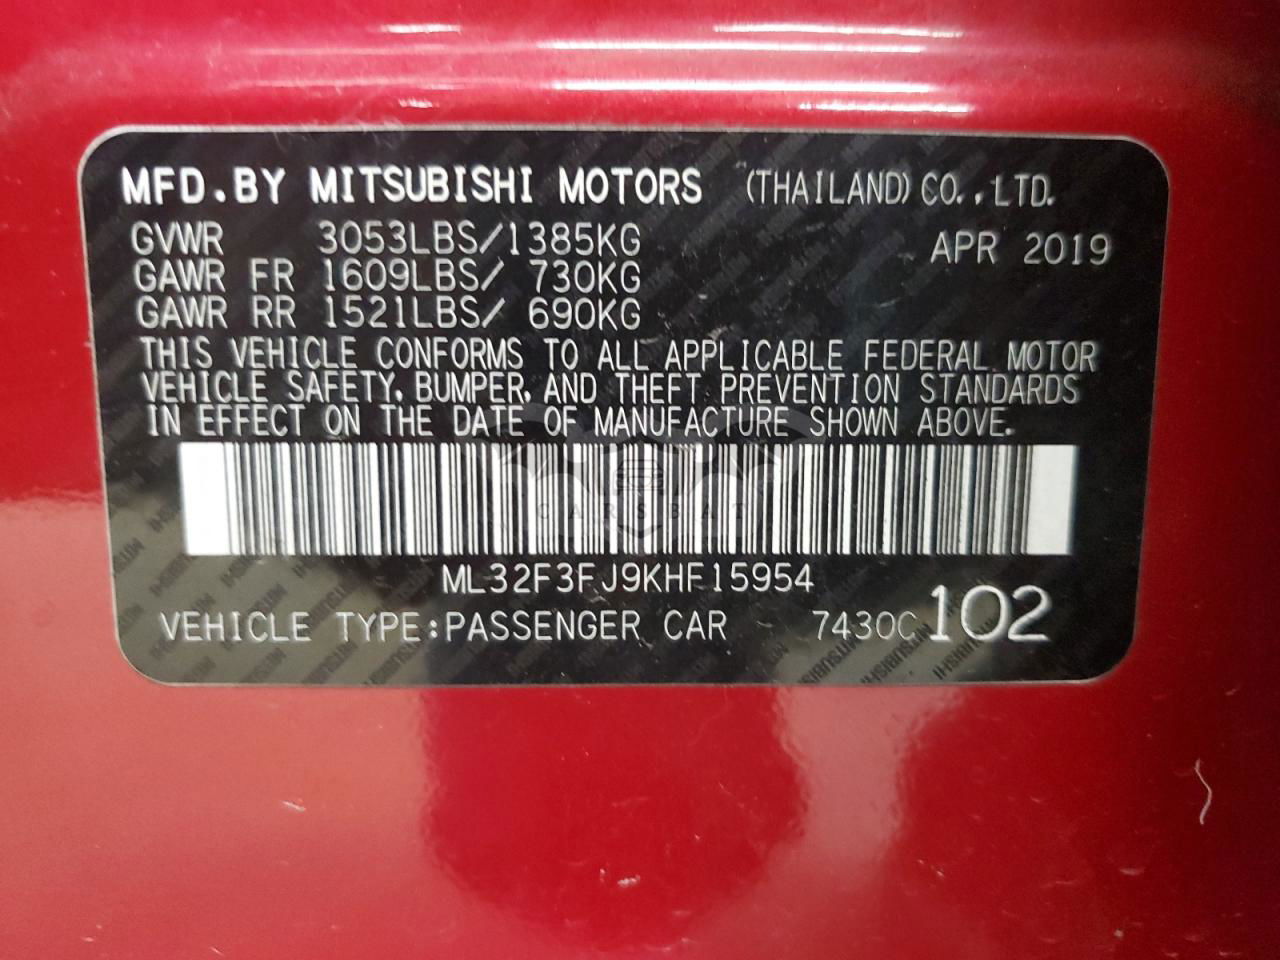 MFD.BY MITSUBISHI MOTORS (THAILAND) CO.,LTD.
GVWR 3053LBS/1385KG APR 2019
GAWR FR 1609LBS/ 730KG
GAWR RR 1521LBS/ 690KG
THIS VEHICLE CONFORMS TO ALL APPLICABLE FEDERAL MOTOR
VEHICLE SAFETY, BUMPER, AND THEFT PREVENTION STANDARDS
IN EFFECT ON THE DATE OF MANUFACTURE SHOWN ABOVE.
CARSBAT
ML32F3FJ9KHF15954
VEHICLE TYPE:PASSENGER CAR 7430C 102